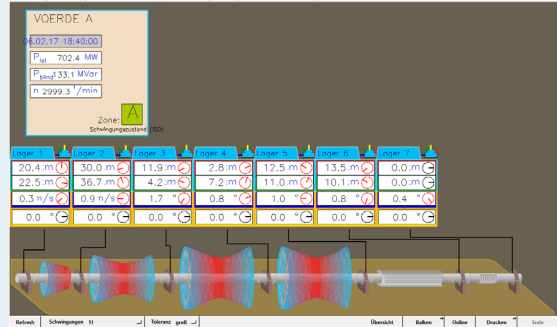 VOERDE A
06.02.17 18:40:00
Pist 702.4 MW
Pblind 133.1 MVar
n 2999.3 1/min
Zone: A
Schwingungszustand (ISO)
Lager 1 Lager 2 Lager 3 Lager 4 Lager 5 Lager 6 Lager 7
20.4 :m 30.0 :m 11.9 :m 2.8 :m 12.5 :m 13.5 :m 0.0 :m
22.5 :m 36.7 :m 4.2 :m 7.2 :m 11.0 :m 10.1 :m 0.0 :m
0.3 0.9 1.7 ° 0.8 ° 1.0 ° 0.8 ° 0.4 °
0.0 ° 0.0 ° 0.0 ° 0.0 ° 0.0 ° 0.0 ° 0.0 °
Refresh Schwingungen Toleranz groß Übersicht Balken Online Drucken Ende